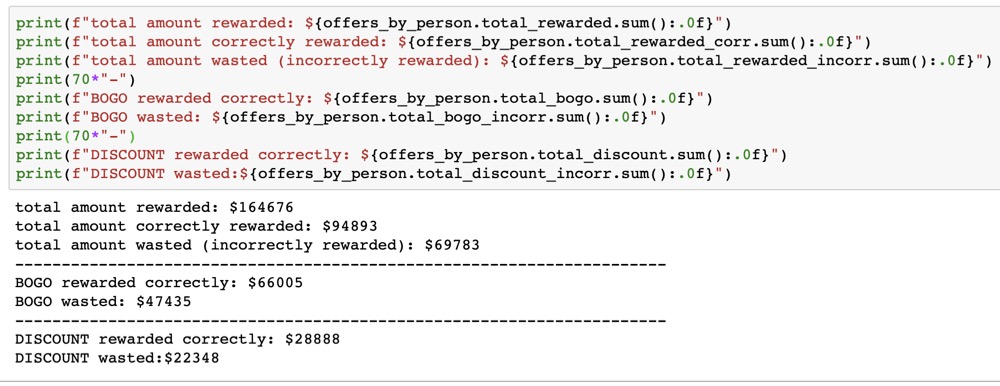 print(f"total amount rewarded: ${offers_by_person.total_rewarded.sum():.0f}")
print(f"total amount correctly rewarded: ${offers_by_person.total_rewarded_corr.sum():.0f}")
print(f"total amount wasted (incorrectly rewarded): ${offers_by_person.total_rewarded_incorr.sum():.0f}")
print(70*"-")
print(f"BOGO rewarded correctly: ${offers_by_person.total_bogo.sum():.0f}")
print(f"BOGO wasted: ${offers_by_person.total_bogo_incorr.sum():.0f}")
print(70*"-")
print(f"DISCOUNT rewarded correctly: ${offers_by_person.total_discount.sum():.0f}")
print(f"DISCOUNT wasted:${offers_by_person.total_discount_incorr.sum():.0f}")
total amount rewarded: $164676
total amount correctly rewarded: $94893
total amount wasted (incorrectly rewarded): $69783
----------------------------------------------------------------------
BOGO rewarded correctly: $66005
BOGO wasted: $47435
----------------------------------------------------------------------
DISCOUNT rewarded correctly: $28888
DISCOUNT wasted:$22348